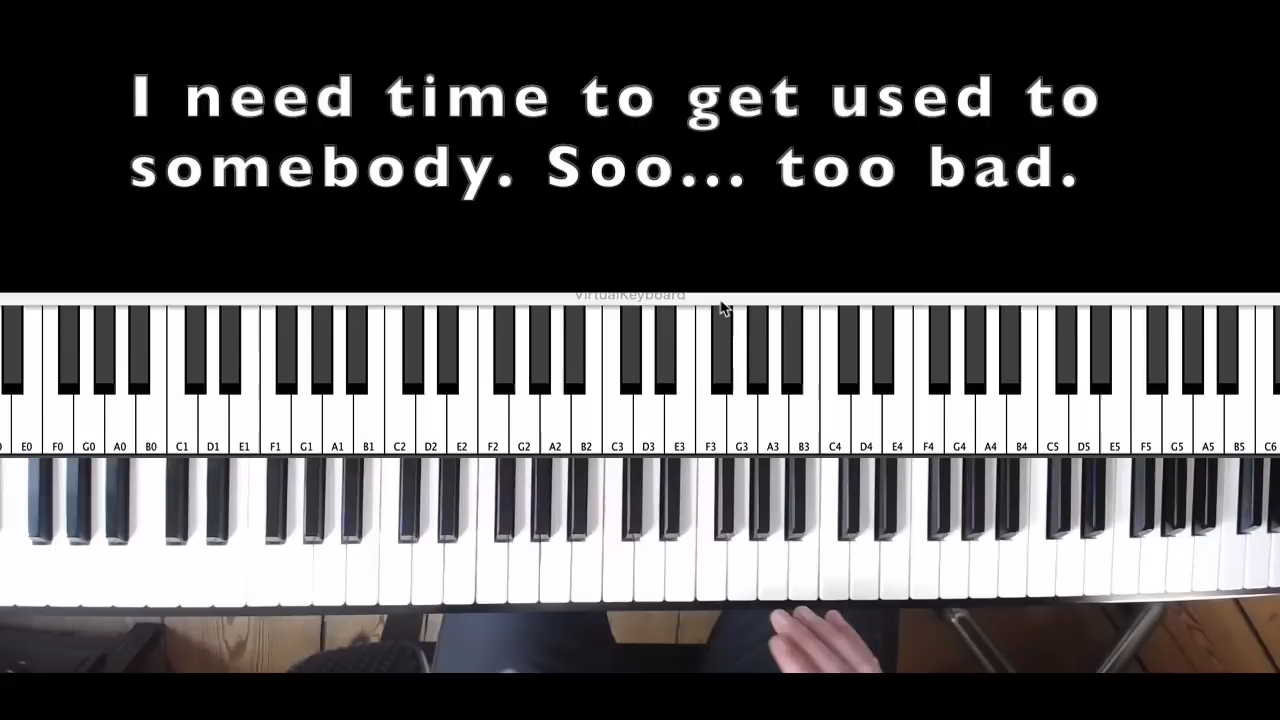 I need time to get used to
somebody. Soo... too bad.
VirtualKeyboard
E0 F0 G0 A0 B0 C1 D1 E1 F1 G1 A1 B1 C2 D2 E2 F2 G2 A2 B2 C3 D3 E3 F3 G3 A3 B3 C4 D4 E4 F4 G4 A4 B4 C5 D5 E5 F5 G5 A5 B5 C6